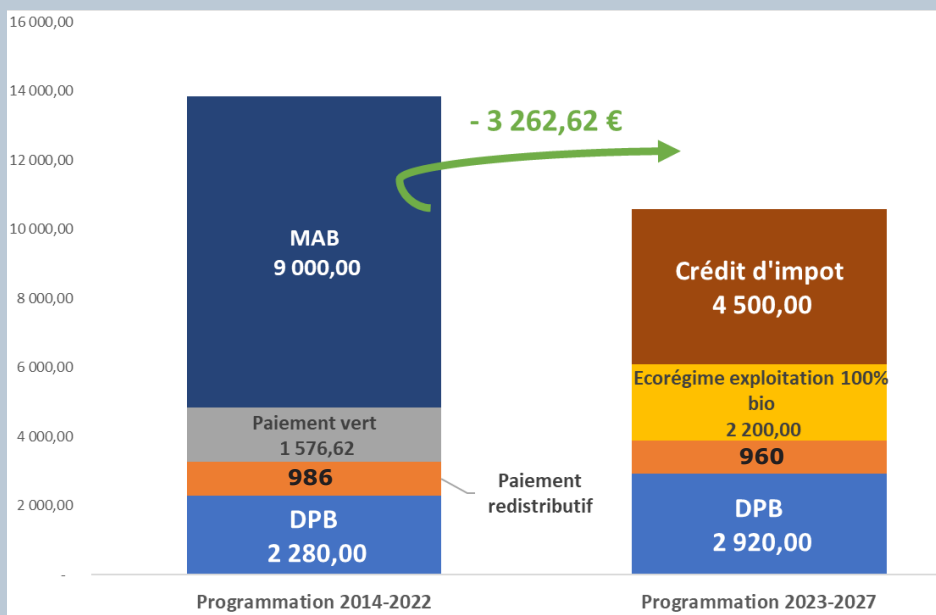 16 000,00
14 000,00
12 000,00
10 000,00
8 000,00
6 000,00
4 000,00
2 000,00
-
- 3 262,62 €
MAB
9 000,00
Paiement vert
1 576,62
986
DPB
2 280,00
Paiement
redistributif
Crédit d'impot
4 500,00
Ecorégime exploitation 100%
bio
2 200,00
960
DPB
2 920,00
Programmation 2014-2022
Programmation 2023-2027